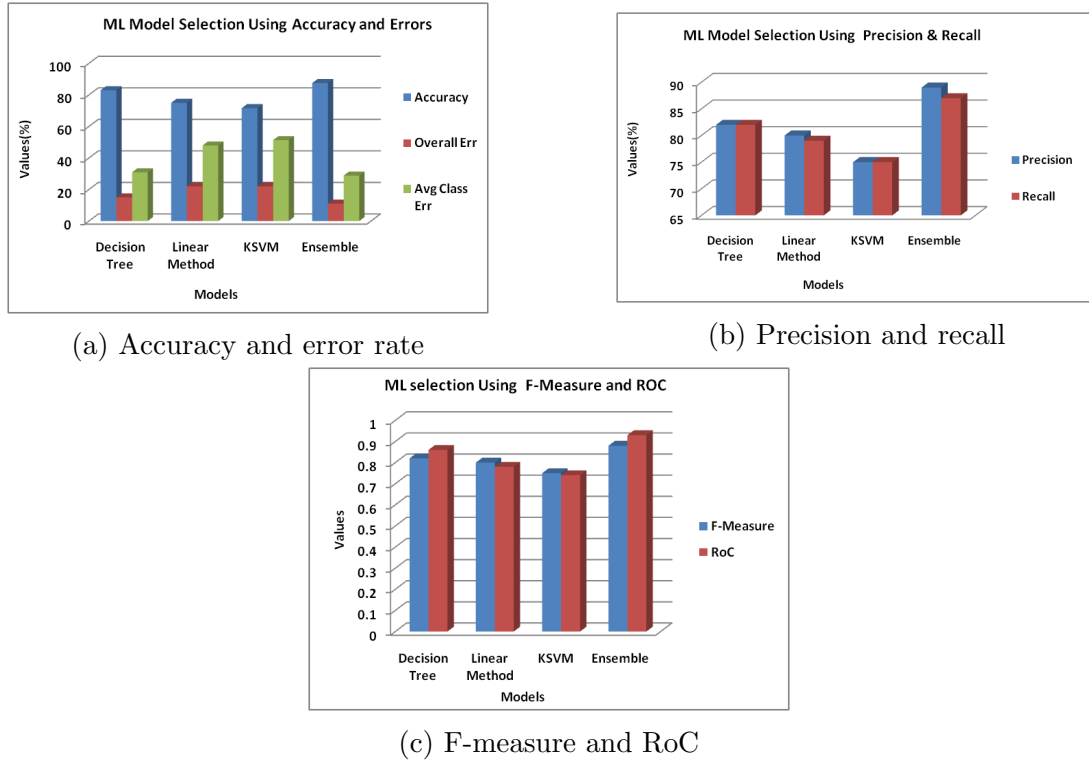 ML Model Selection Using Accuracy and Errors
Values(%)
100
80
60
40
20
0
Decision Tree
Linear Method
KSVM
Ensemble
Models
Accuracy
Overall Err
Avg Class
Err
(a) Accuracy and error rate
ML Model Selection Using Precision & Recall
Values(%)
90
85
80
75
70
65
Decision Tree
Linear Method
KSVM
Ensemble
Models
Precision
Recall
(b) Precision and recall
ML selection Using F-Measure and ROC
Values
1
0.9
0.8
0.7
0.6
0.5
0.4
0.3
0.2
0.1
0
Decision Tree
Linear Method
KSVM
Ensemble
Models
F-Measure
RoC
(c) F-measure and RoC